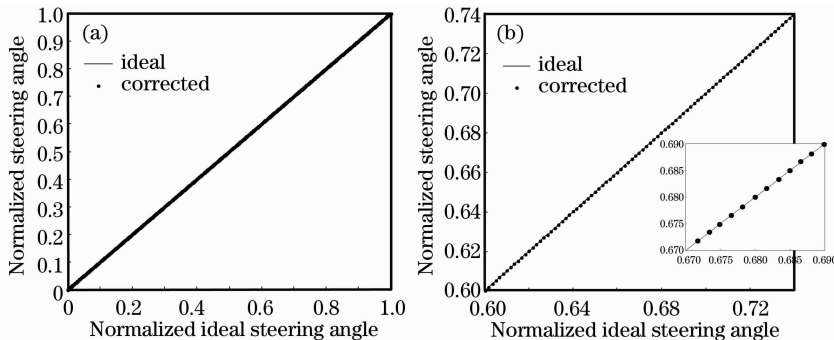 (a)
ideal
corrected
Normalized steering angle
1.0
0.9
0.8
0.7
0.6
0.5
0.4
0.3
0.2
0.1
0
0 0.2 0.4 0.6 0.8 1.0
Normalized ideal steering angle
(b)
ideal
corrected
Normalized steering angle
0.74
0.72
0.70
0.68
0.66
0.64
0.62
0.60
0.60 0.64 0.68 0.72
Normalized ideal steering angle
0.690
0.685
0.680
0.675
0.670
0.670 0.675 0.680 0.685 0.690